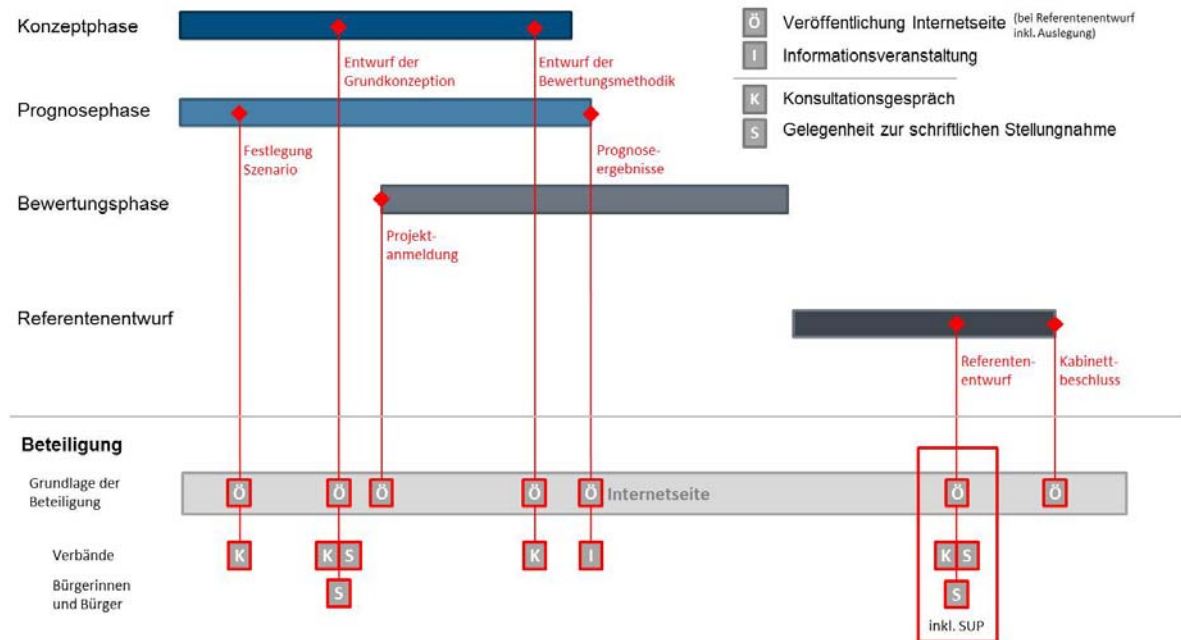 Konzeptphase
Entwurf der
Grundkonzeption
Entwurf der
Bewertungsmethodik
Ö Veröffentlichung Internetseite (bei Referentenentwurf
inkl. Auslegung)
I Informationsveranstaltung
K Konsultationsgespräch
S Gelegenheit zur schriftlichen Stellungnahme
Prognosephase
Festlegung
Szenario
Prognose-
ergebnisse
Bewertungsphase
Projekt-
anmeldung
Referentenentwurf
Referenten-
entwurf
Kabinett-
beschluss
Beteiligung
Grundlage der
Beteiligung
Ö Ö Ö Ö Ö Internetseite Ö Ö
Verbände
K K S K I K S
Bürgerinnen
und Bürger
S S
inkl. SUP